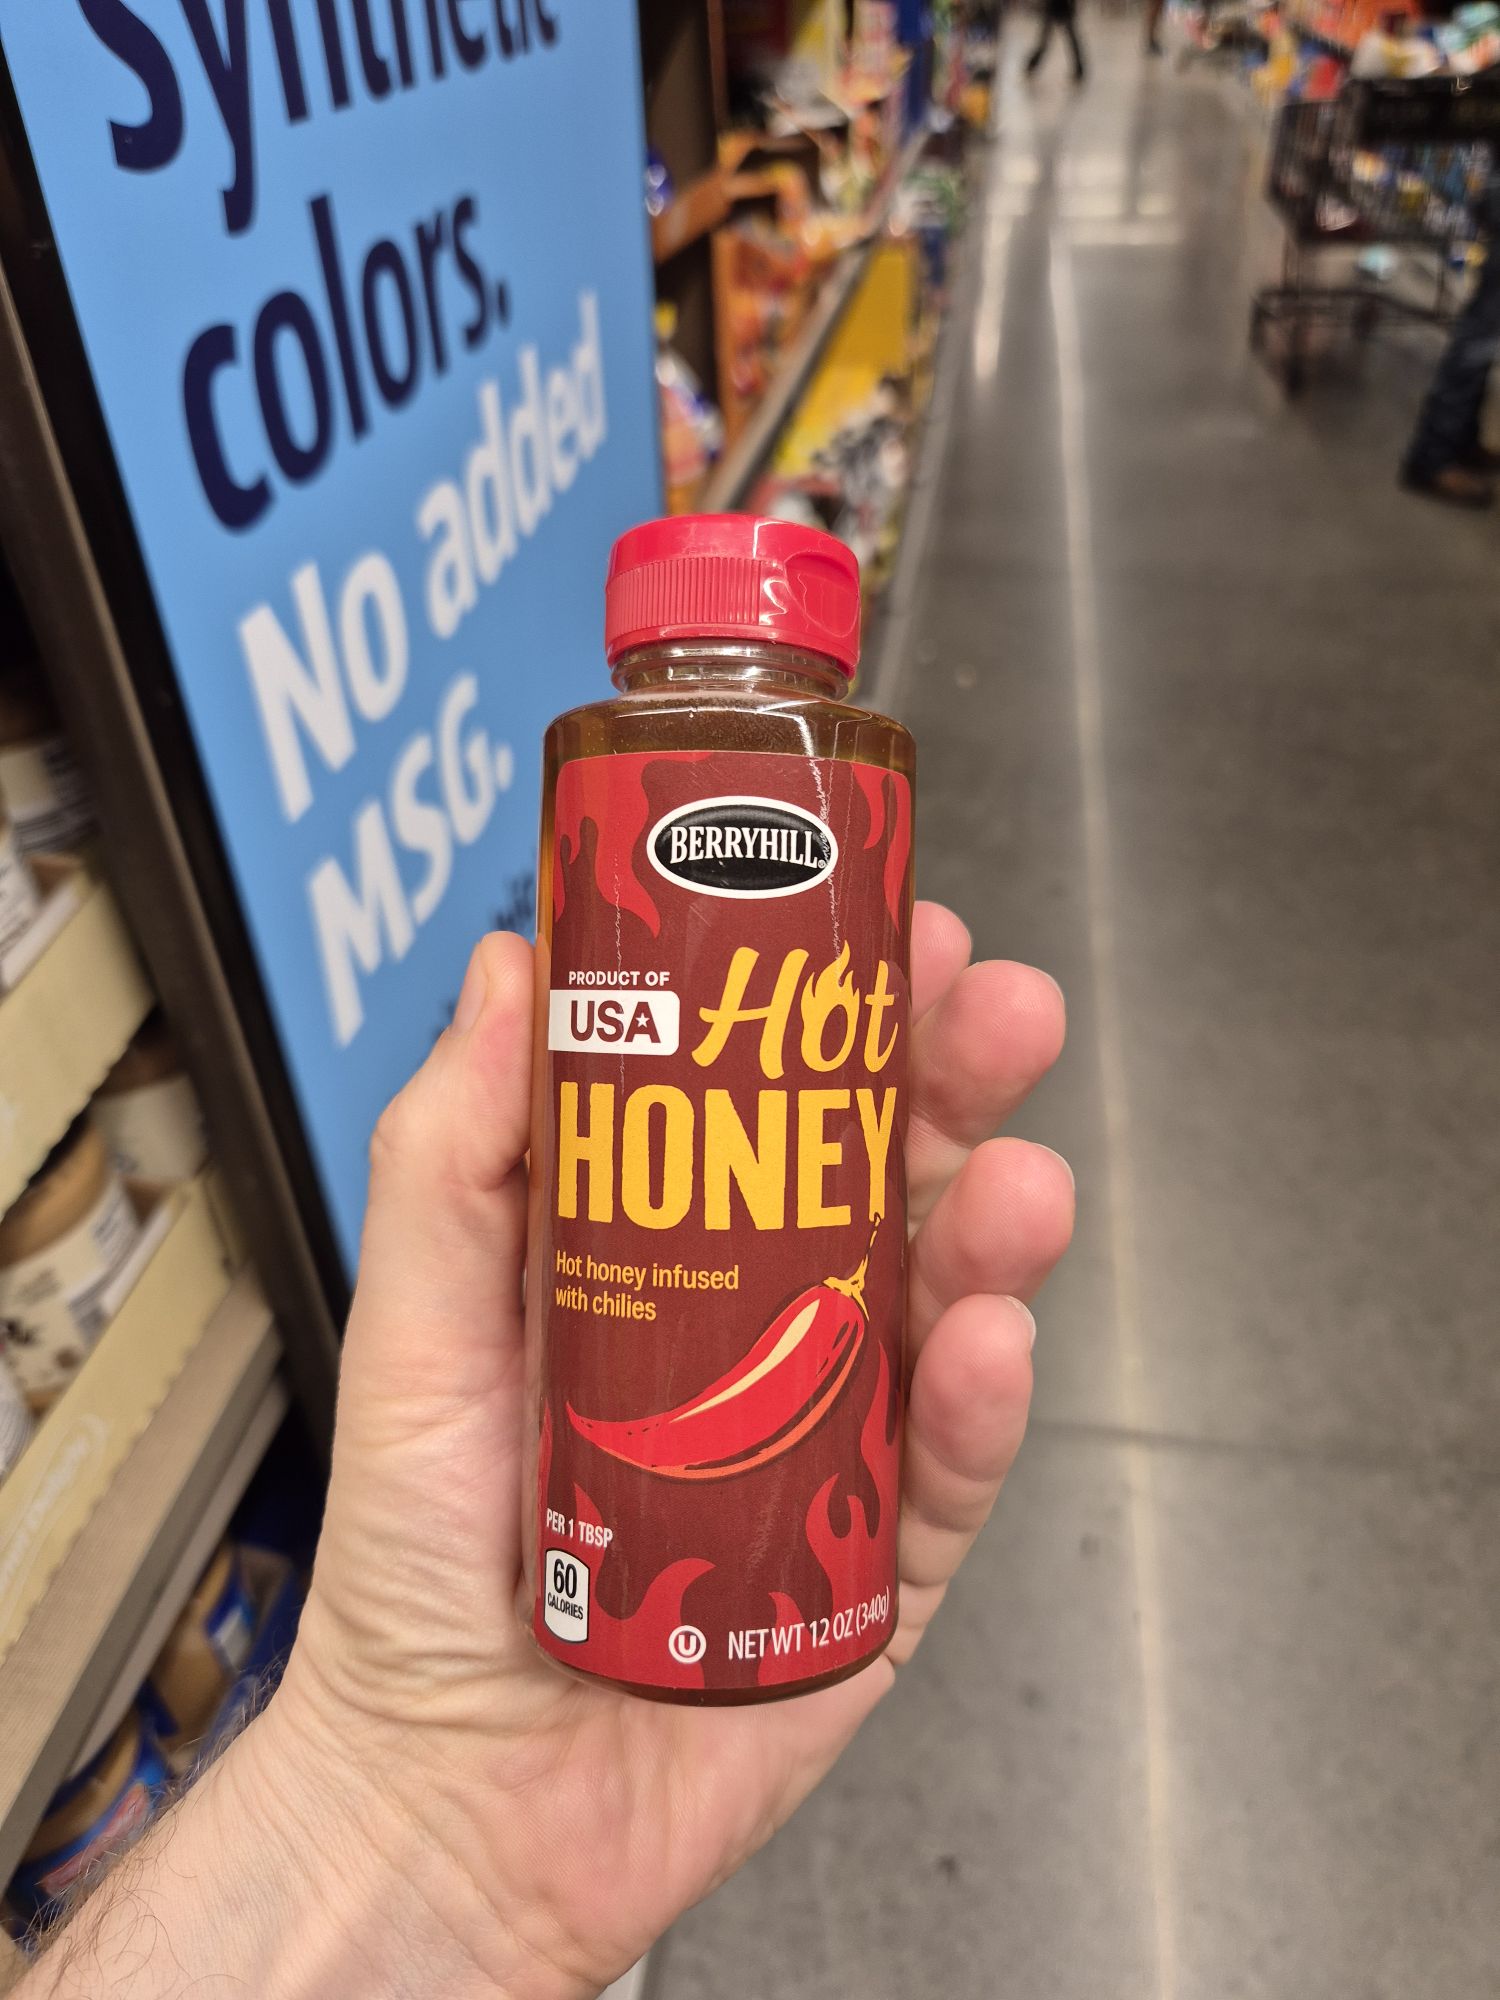 synthetic
colors.
No added
MSG.
BERRYHILL®
PRODUCT OF
USA
Hot
HONEY
Hot honey infused
with chilies
PER 1 TBSP
60
CALORIES
U
NET WT 12 OZ (340g)